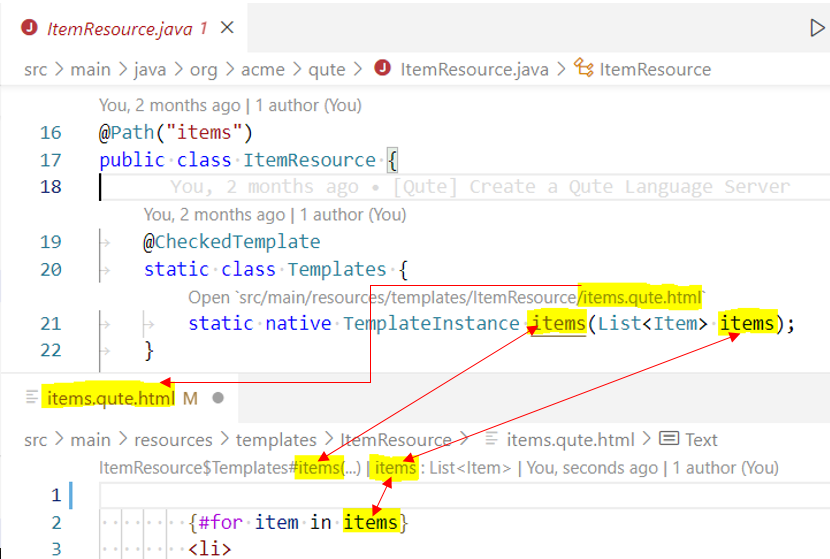 ItemResource.java 1
src > main > java > org > acme > qute > ItemResource.java > ItemResource
You, 2 months ago | 1 author (You)
16 @Path("items")
17 public class ItemResource {
18 You, 2 months ago • [Qute] Create a Qute Language Server
You, 2 months ago | 1 author (You)
19 @CheckedTemplate
20 static class Templates {
Open `src/main/resources/templates/ItemResource/items.qute.html`
21 static native TemplateInstance items(List<Item> items);
22 }
items.qute.html M
src > main > resources > templates > ItemResource > items.qute.html > Text
ItemResource$Templates#items(...) | items : List<Item> | You, seconds ago | 1 author (You)
1
2 {#for item in items}
3 <li>